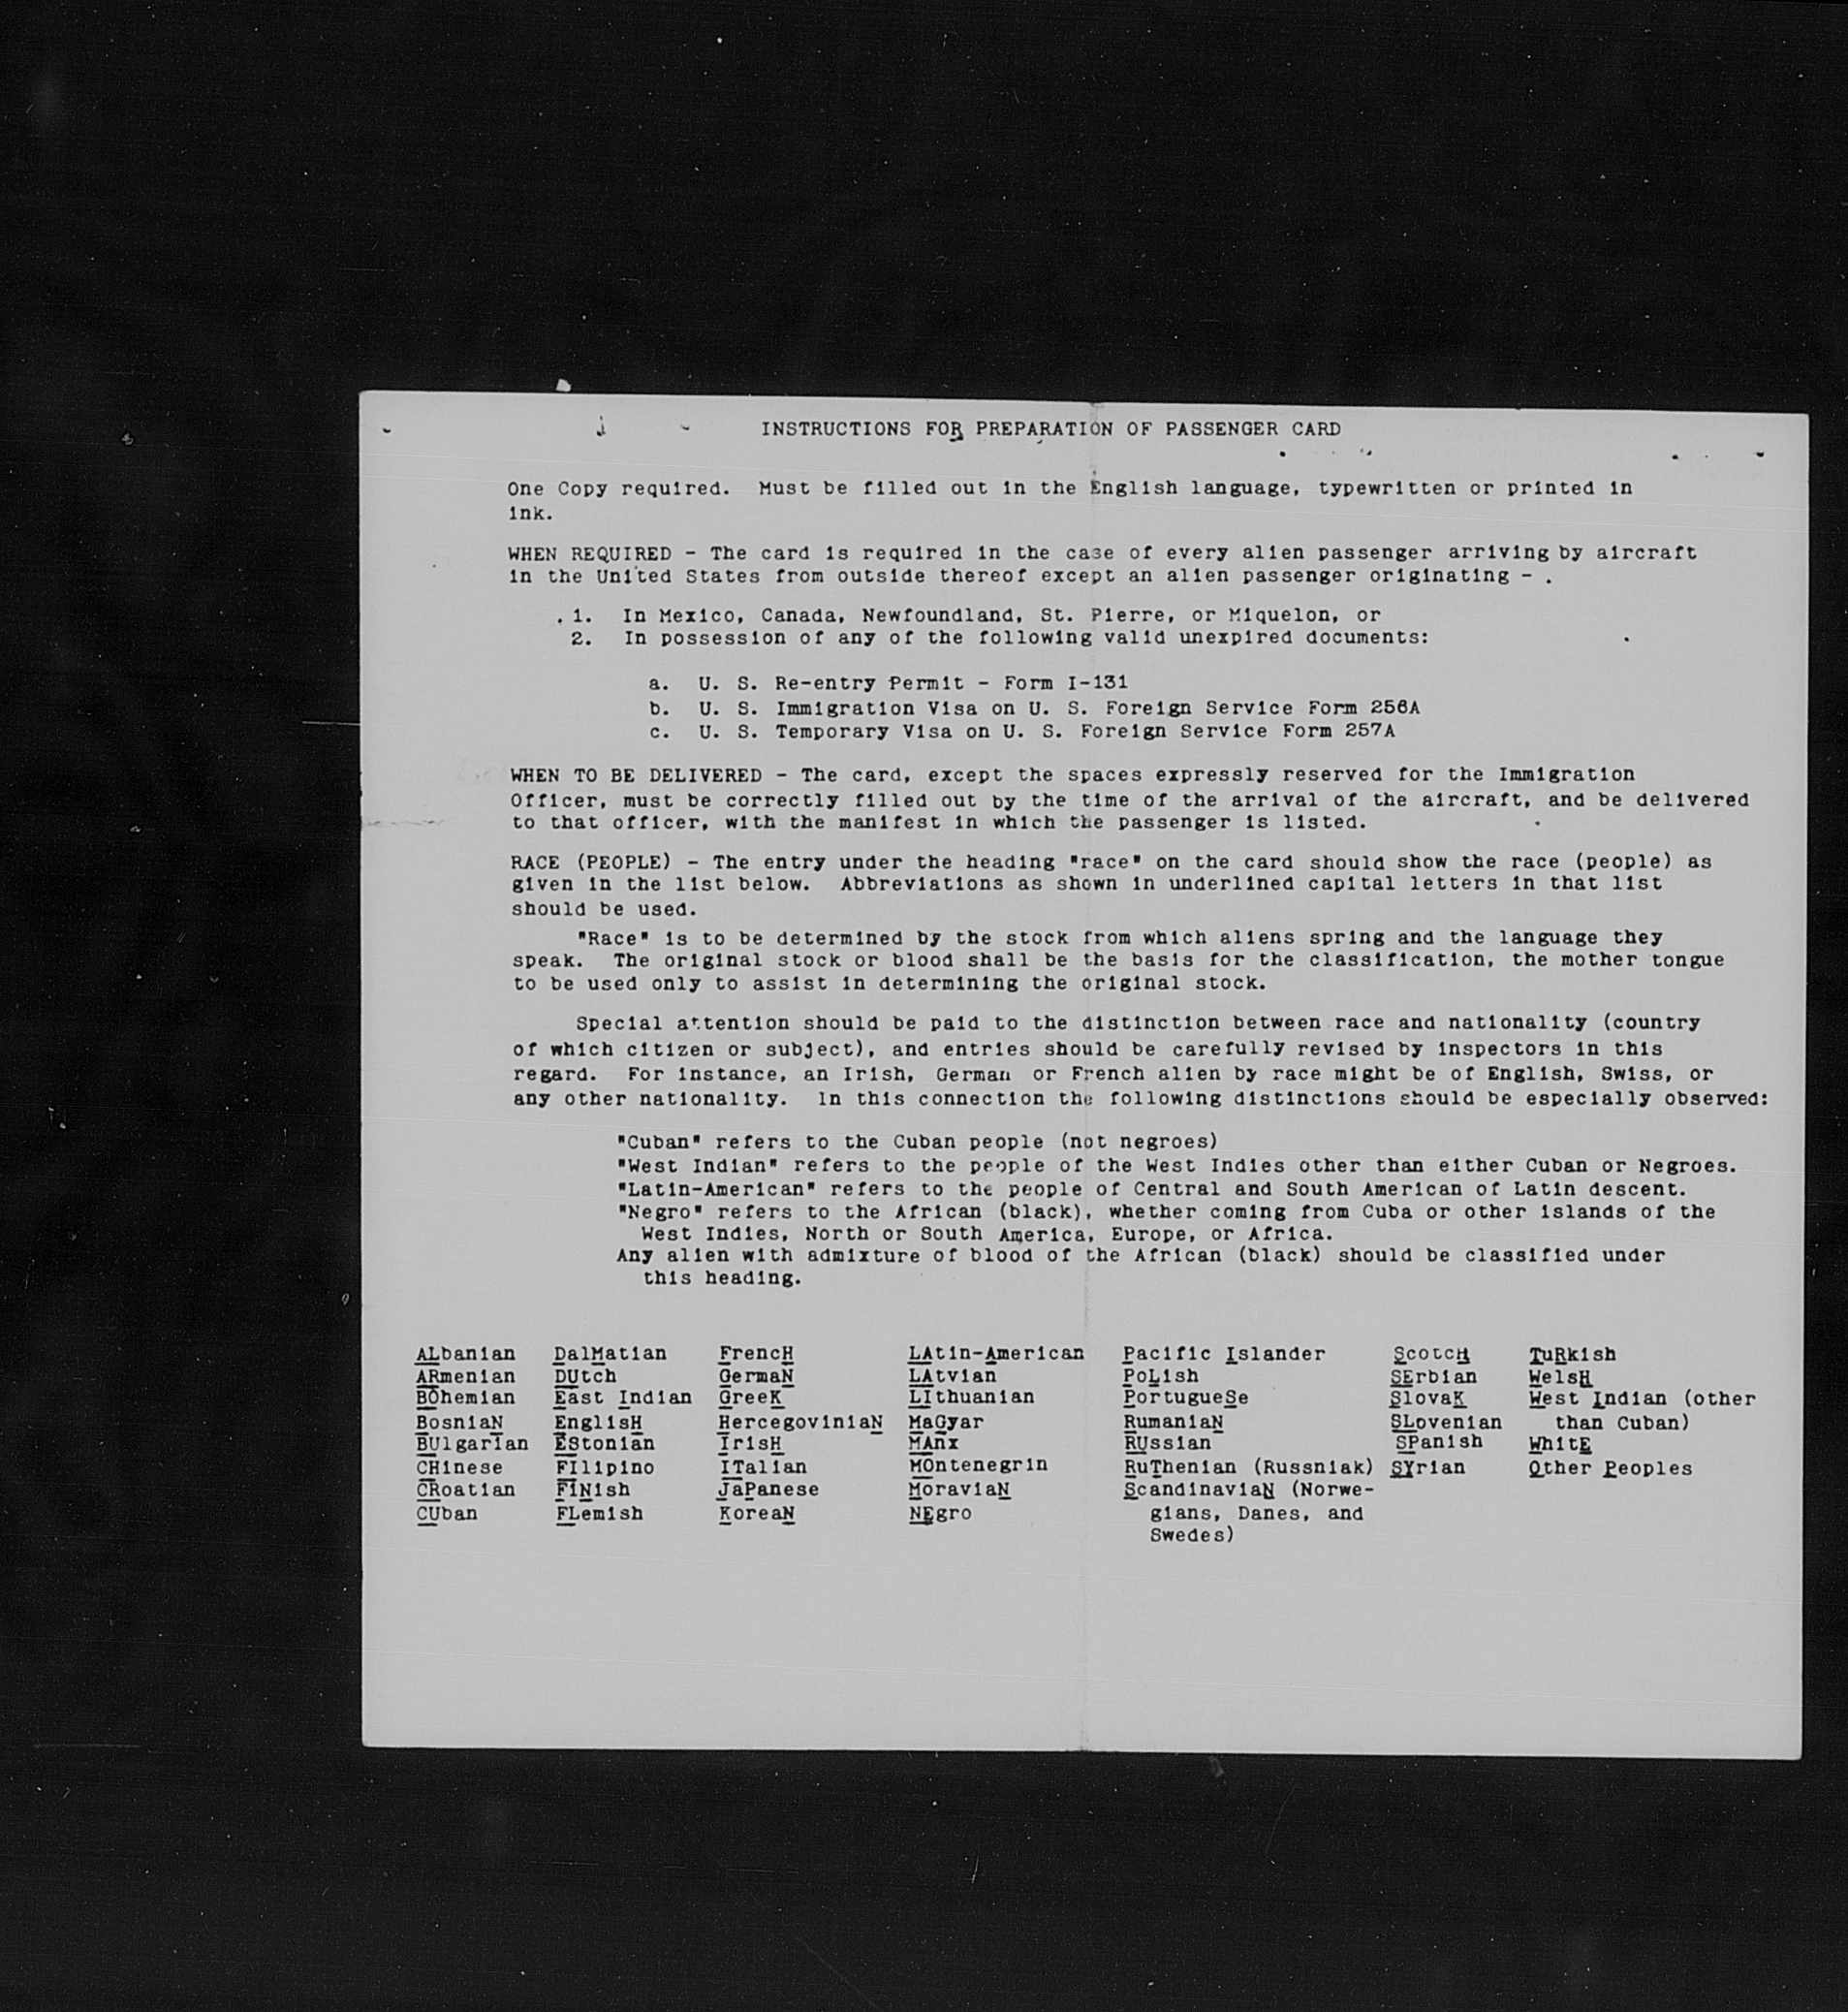 INSTRUCTIONS FOR PREPARATION OF PASSENGER CARD
One Copy required. Must be filled out in the English language, typewritten or printed in
ink.
WHEN REQUIRED - The card is required in the case of every alien passenger arriving by aircraft
in the United States from outside thereof except an alien passenger originating -
1. In Mexico, Canada, Newfoundland, St. Pierre, or Miquelon, or
2. In possession of any of the following valid unexpired documents:
a. U. S. Re-entry Permit - Form I-131
b. U. S. Immigration Visa on U. S. Foreign Service Form 256A
c. U. S. Temporary Visa on U. S. Foreign Service Form 257A
WHEN TO BE DELIVERED - The card, except the spaces expressly reserved for the Immigration
Officer, must be correctly filled out by the time of the arrival of the aircraft, and be delivered
to that officer, with the manifest in which the passenger is listed.
RACE (PEOPLE) - The entry under the heading "race" on the card should show the race (people) as
given in the list below. Abbreviations as shown in underlined capital letters in that list
should be used.
"Race" is to be determined by the stock from which aliens spring and the language they
speak. The original stock or blood shall be the basis for the classification, the mother tongue
to be used only to assist in determining the original stock.
Special attention should be paid to the distinction between race and nationality (country
of which citizen or subject), and entries should be carefully revised by inspectors in this
regard. For instance, an Irish, German or French alien by race might be of English, Swiss, or
any other nationality. In this connection the following distinctions should be especially observed:
"Cuban" refers to the Cuban people (not negroes)
"West Indian" refers to the people of the West Indies other than either Cuban or Negroes.
"Latin-American" refers to the people of Central and South American of Latin descent.
"Negro" refers to the African (black), whether coming from Cuba or other islands of the
West Indies, North or South America, Europe, or Africa.
Any alien with admixture of blood of the African (black) should be classified under
this heading.
ALbanian DalMatian FrencH LAtin-American Pacific Islander ScotcH TuRkish
ARmenian DUtch GermaN LAtvian PoLish SErbian WelsH
BOhemian East Indian GreeK LIthuanian PortugueSe SlovaK West Indian (other
BosniaN EnglisH HercegoviniaN MaGyar RumaniaN SLovenian than Cuban)
BUlgarian EStonian IrisH MAnx RUssian SPanish WhitE
CHinese FIlipino ITalian MOntenegrin RuThenian (Russniak) SYrian Other Peoples
CRoatian FiNish JaPanese MoraviaN ScandinaviaN (Norwe-
CUban FLemish KoreaN NEgro gians, Danes, and
Swedes)